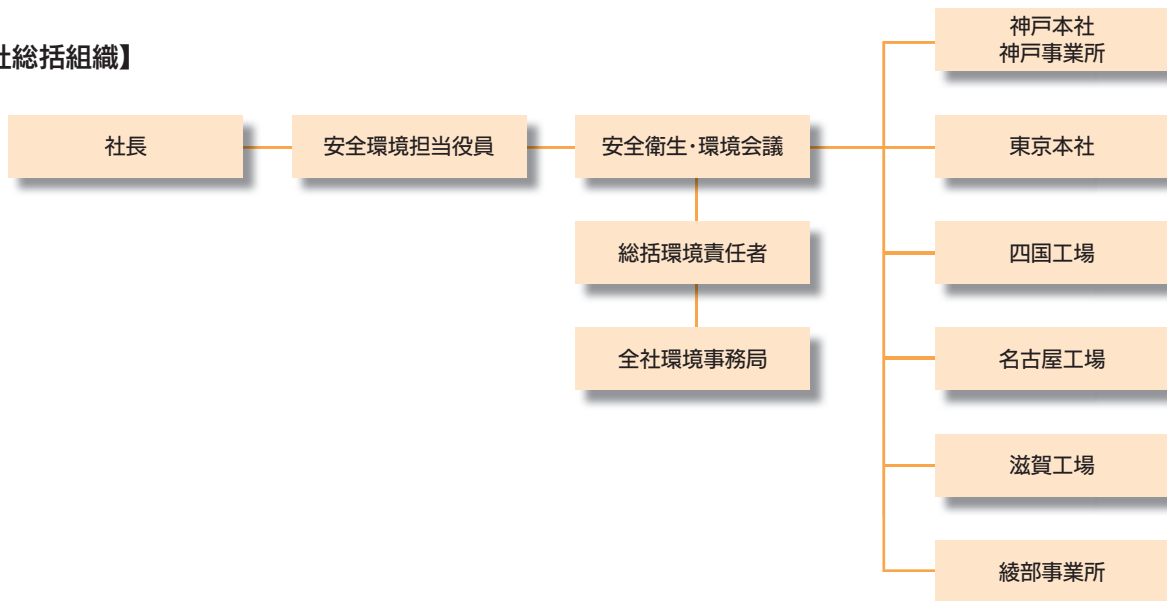 社総括組織】
神戸本社
神戸事業所
社長
安全環境担当役員
安全衛生・環境会議
東京本社
総括環境責任者
四国工場
全社環境事務局
名古屋工場
滋賀工場
綾部事業所